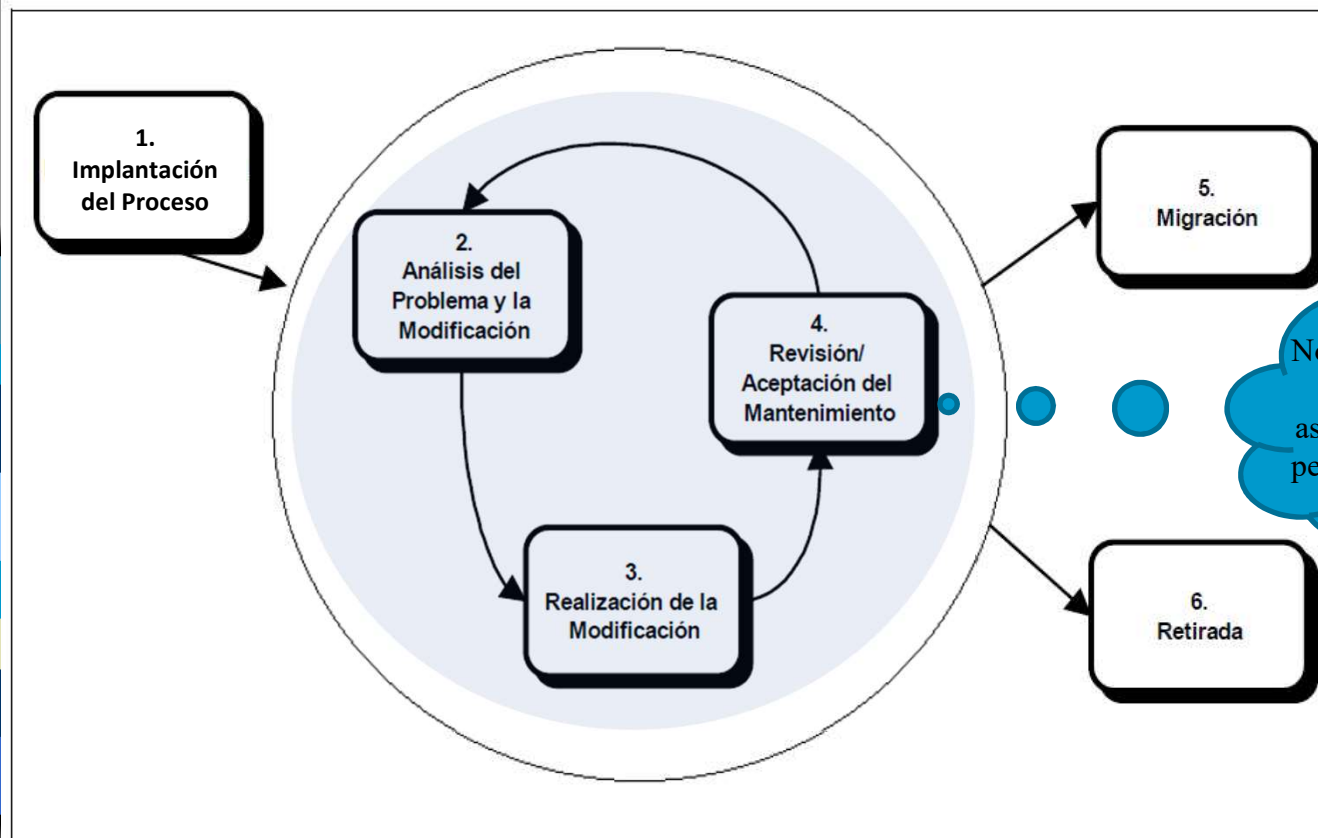 1.
Implantación
del Proceso
2.
Análisis del
Problema y la
Modificación
3.
Realización de la
Modificación
4.
Revisión/
Aceptación del
Mantenimiento
5.
Migración
6.
Retirada